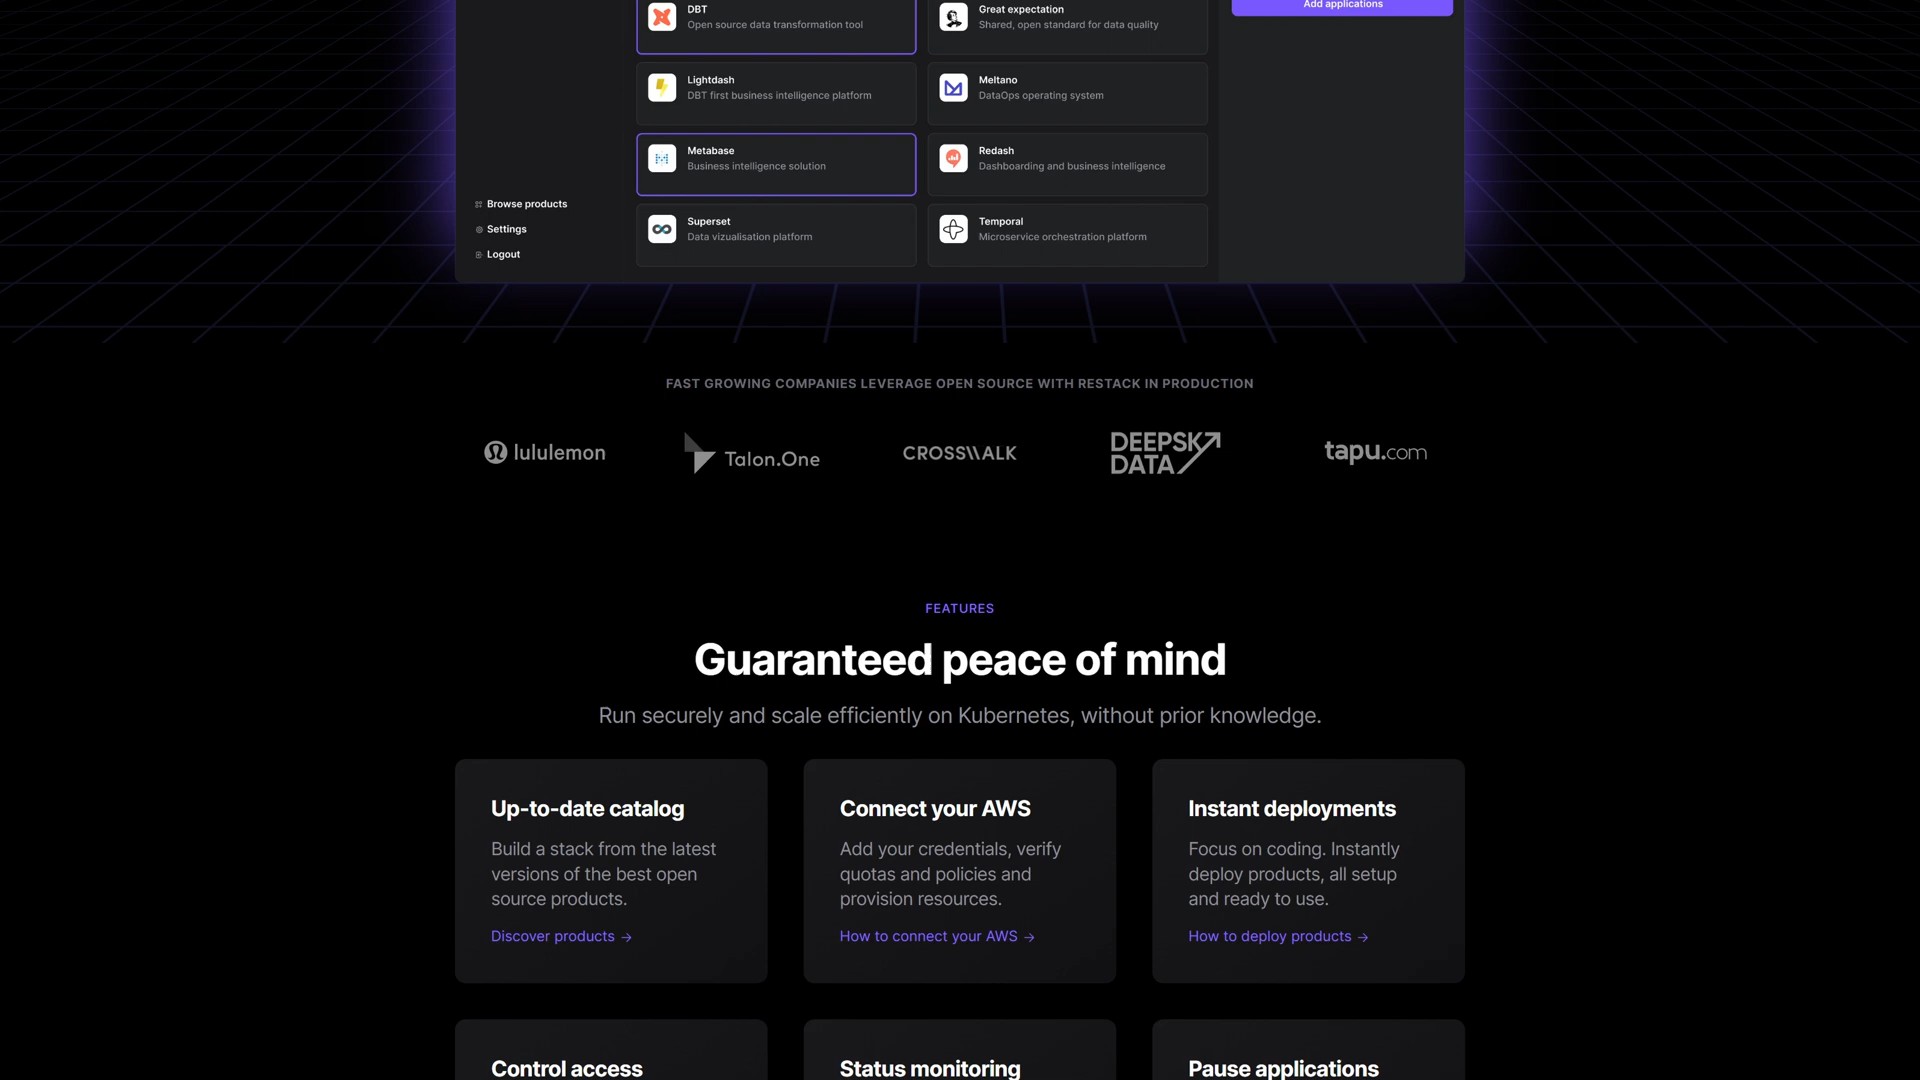 DBT
Open source data transformation tool
Great expectation
Shared, open standard for data quality
Add applications
Lightdash
DBT first business intelligence platform
Meltano
DataOps operating system
Metabase
Business intelligence solution
Redash
Dashboarding and business intelligence
Browse products
Superset
Data vizualisation platform
Temporal
Microservice orchestration platform
Settings
Logout
FAST GROWING COMPANIES LEVERAGE OPEN SOURCE WITH RESTACK IN PRODUCTION
lululemon
Talon.One
CROSSWALK
DEEPSKY
DATA
tapu.com
FEATURES
Guaranteed peace of mind
Run securely and scale efficiently on Kubernetes, without prior knowledge.
Up-to-date catalog
Build a stack from the latest
versions of the best open
source products.
Discover products →
Connect your AWS
Add your credentials, verify
quotas and policies and
provision resources.
How to connect your AWS →
Instant deployments
Focus on coding. Instantly
deploy products, all setup
and ready to use.
How to deploy products →
Control access
Status monitoring
Pause applications